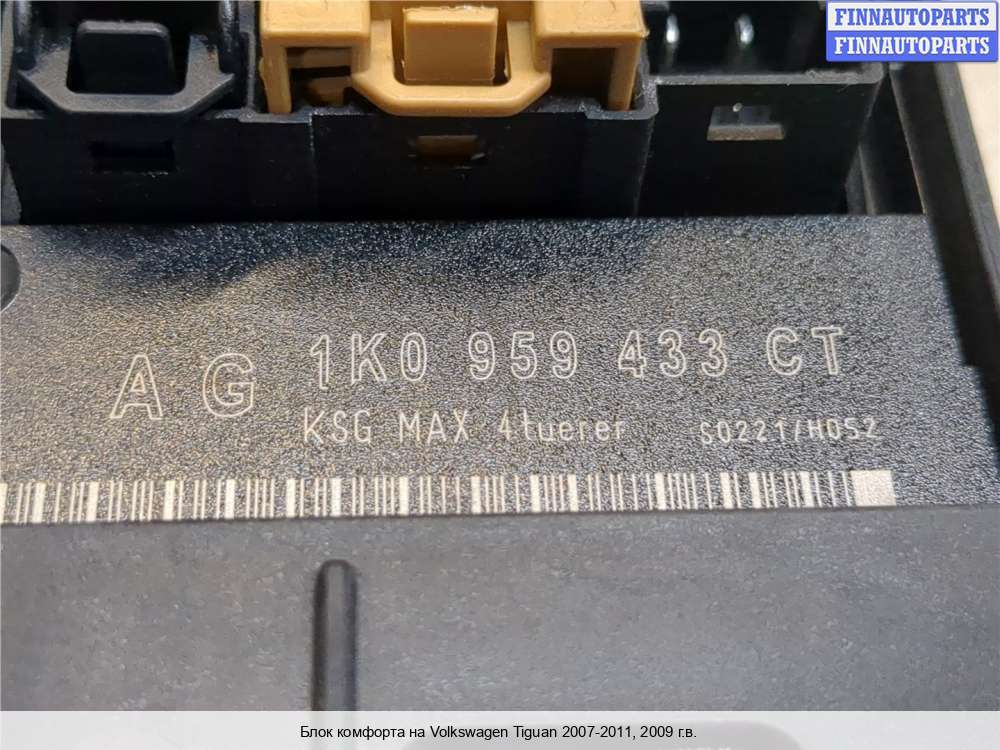 FINNAUTOPARTS
FINNAUTOPARTS
AG 1K0 959 433 CT
KSG MAX 4tuerer S0221/H052
Блок комфорта на Volkswagen Tiguan 2007-2011, 2009 г.в.